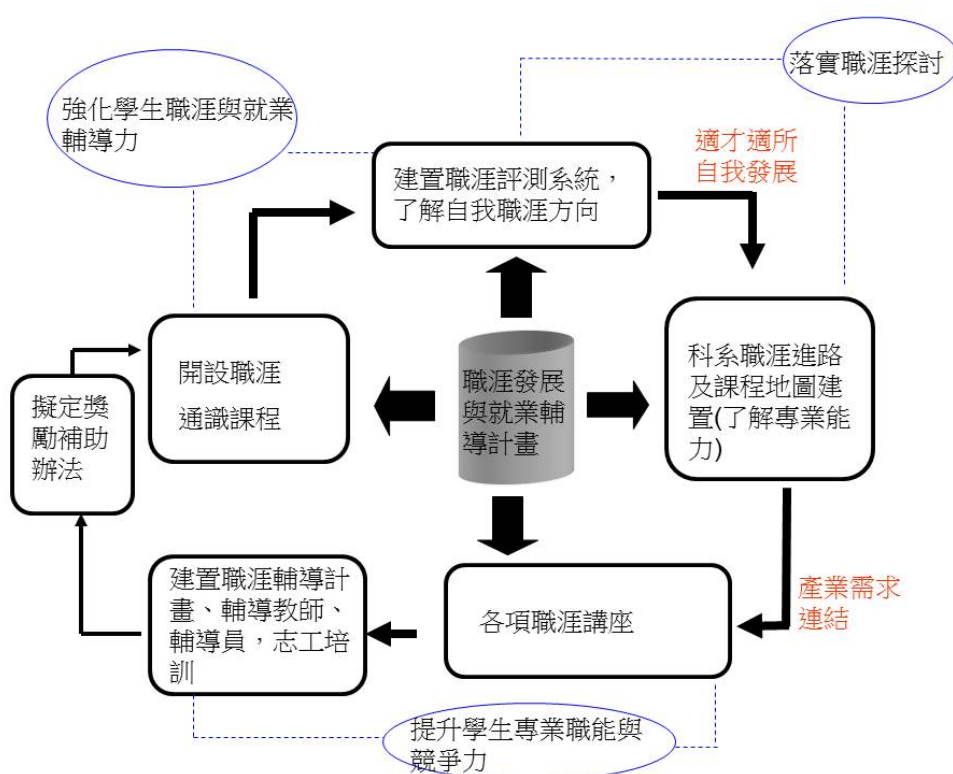 落實職涯探討
強化學生職涯與就業
輔導力
適才適所
自我發展
建置職涯評測系統，
了解自我職涯方向
開設職涯
通識課程
職涯發展
與就業輔
導計畫
科系職涯進路
及課程地圖建
置(了解專業能
力)
擬定獎
勵補助
辦法
建置職涯輔導計
畫、輔導教師、
輔導員，志工培
訓
各項職涯講座
產業需求
連結
提升學生專業職能與
競爭力